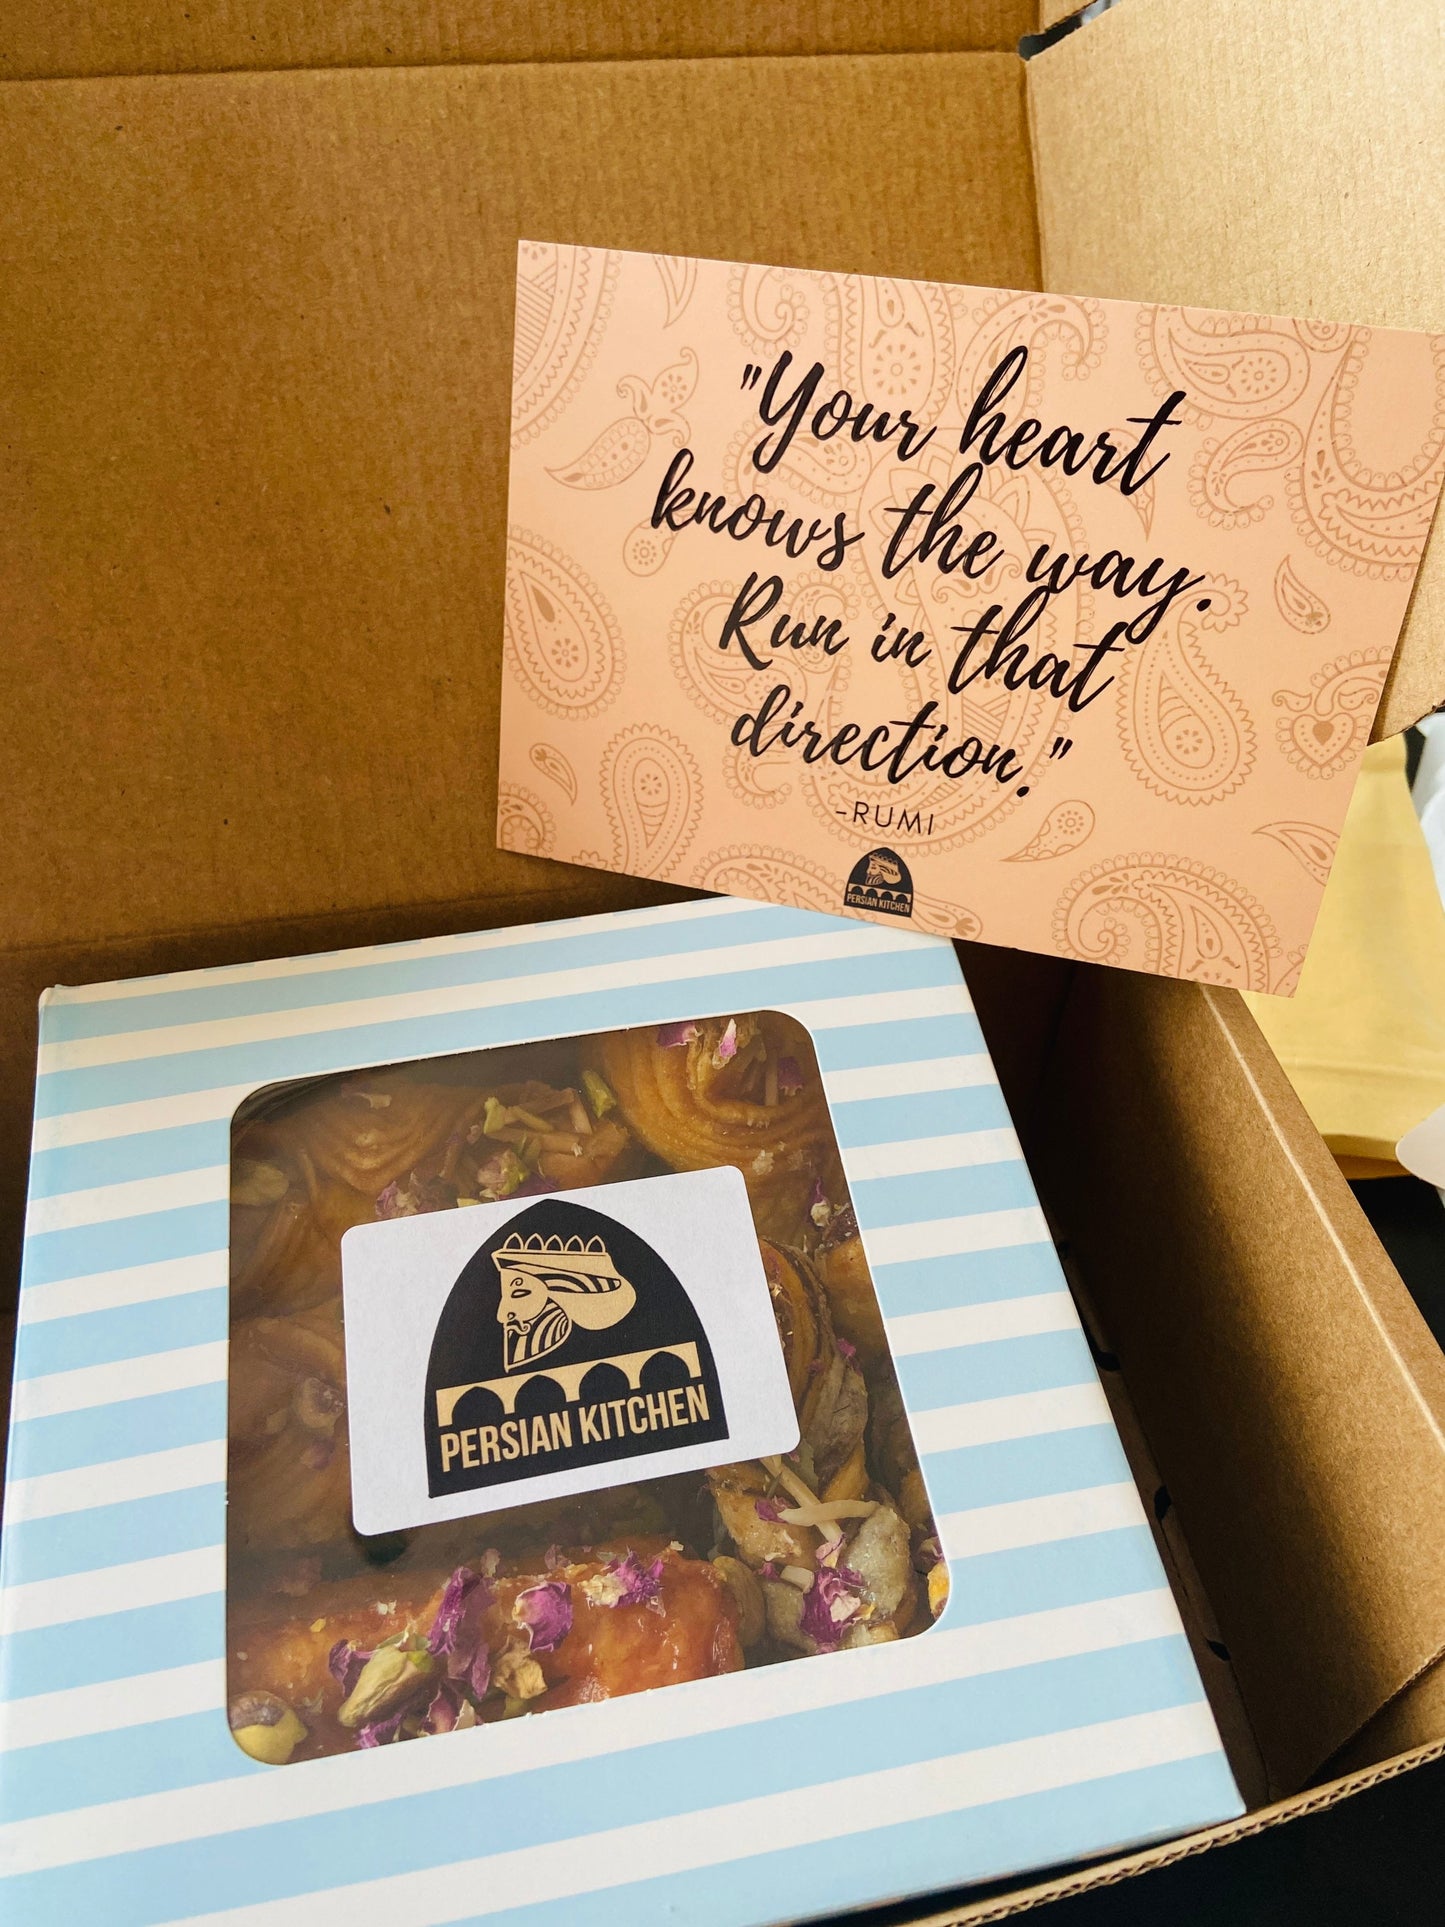 "Your heart
knows the way.
Run in that
direction."
-RUMI
PERSIAN KITCHEN
PERSIAN KITCHEN